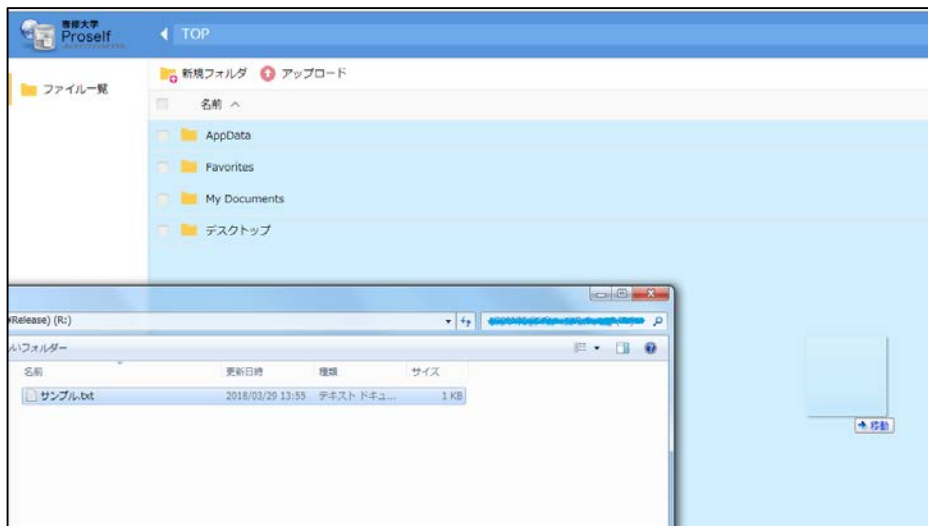 専修大学
Proself
TOP
新規フォルダ アップロード
ファイル一覧
名前
AppData
Favorites
My Documents
デスクトップ
Release) (R:)
いフォルダー
名前 更新日時 種類 サイズ
サンプル.txt 2018/03/29 13:55 テキスト ドキュ... 1 KB
移動